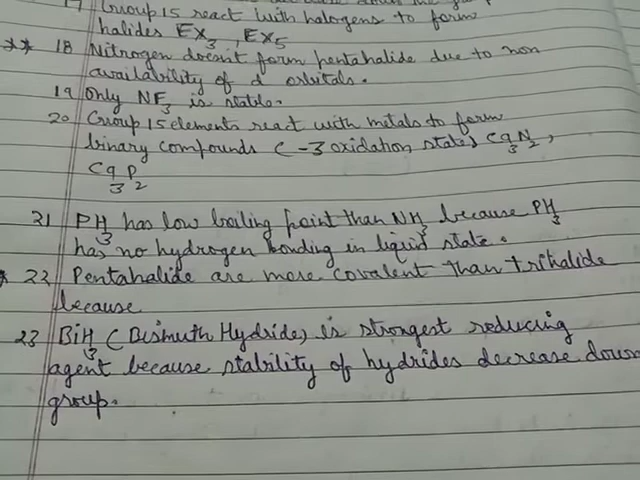 17 Group 15 react with halogens to form
halides EX3, EX5
** 18 Nitrogen doesn't form pentahalide due to non
availability of d orbitals.
19 Only NF3 is stable.
20 Group 15 elements react with metals to form
binary compounds (-3 oxidation state) Ca3N2,
Ca3P2
21 PH3 has low boiling point than NH3 because PH3
has no hydrogen bonding in liquid state.
* 22 Pentahalide are more covalent than trihalide
because
23 BiH3 (Bismuth Hydride) is strongest reducing
agent because stability of hydrides decrease down
group.